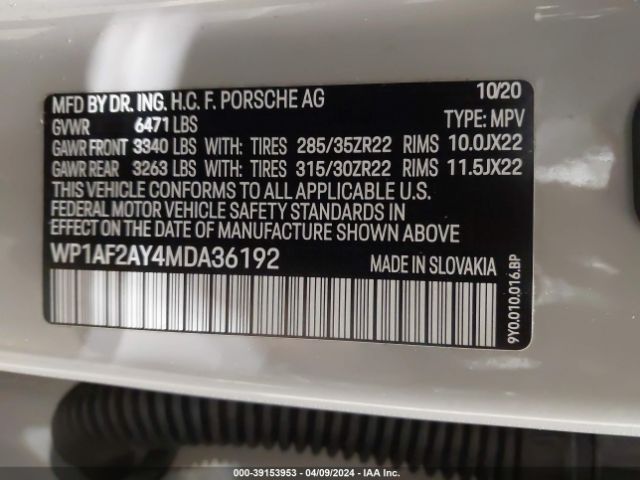 MFD BY DR. ING. H.C. F. PORSCHE AG 10/20
GVWR 6471 LBS TYPE: MPV
GAWR FRONT 3340 LBS WITH: TIRES 285/35ZR22 RIMS 10.0JX22
GAWR REAR 3263 LBS WITH: TIRES 315/30ZR22 RIMS 11.5JX22
THIS VEHICLE CONFORMS TO ALL APPLICABLE U.S.
FEDERAL MOTOR VEHICLE SAFETY STANDARDS IN
EFFECT ON THE DATE OF MANUFACTURE SHOWN ABOVE
WP1AF2AY4MDA36192 MADE IN SLOVAKIA
9Y0.010.016.BP
000-39153953 - 04/09/2024 - IAA Inc.